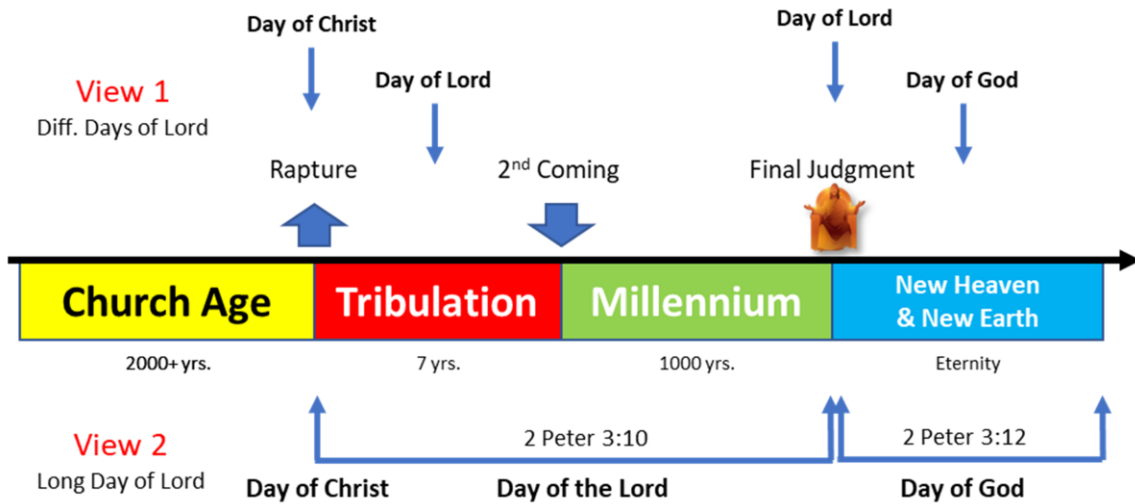 Day of Christ
Day of Lord
View 1
Day of Lord
Day of God
Diff. Days of Lord
Rapture
2nd Coming
Final Judgment
Church Age
Tribulation
Millennium
New Heaven
& New Earth
2000+ yrs.
7 yrs.
1000 yrs.
Eternity
View 2
2 Peter 3:10
2 Peter 3:12
Long Day of Lord
Day of Christ
Day of the Lord
Day of God